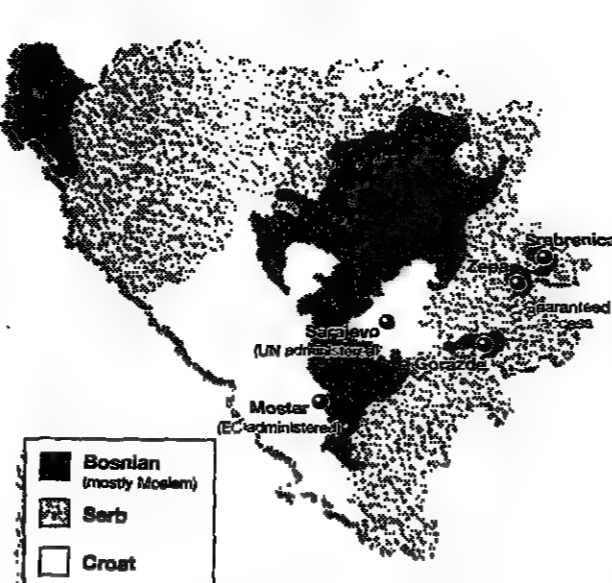 Srebrenica
Zepa
guaranteed
access
Sarajevo
(UN administered)
Gorazde
Mostar
(EC administered)
Bosnian
(mostly Moslem)
Serb
Croat